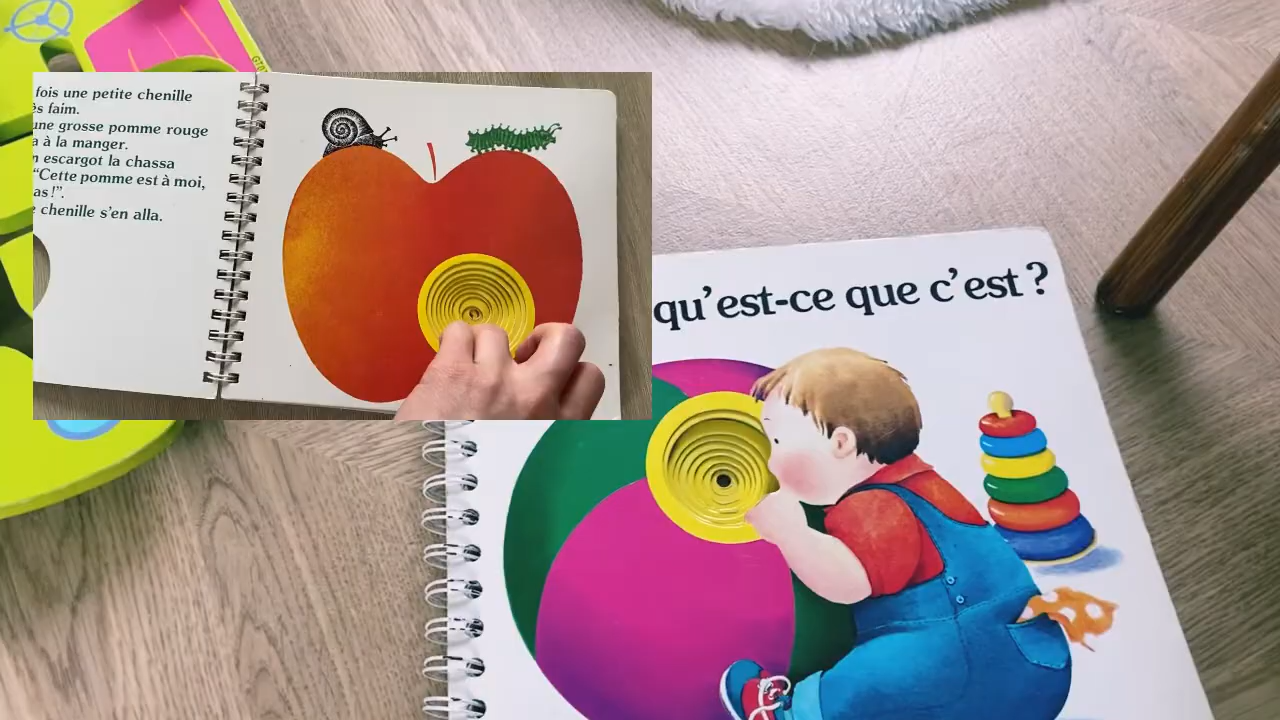 fois une petite chenille
ès faim.
une grosse pomme rouge
a à la manger.
n escargot la chassa
“Cette pomme est à moi,
as!”.
e chenille s’en alla.
qu’est-ce que c’est ?